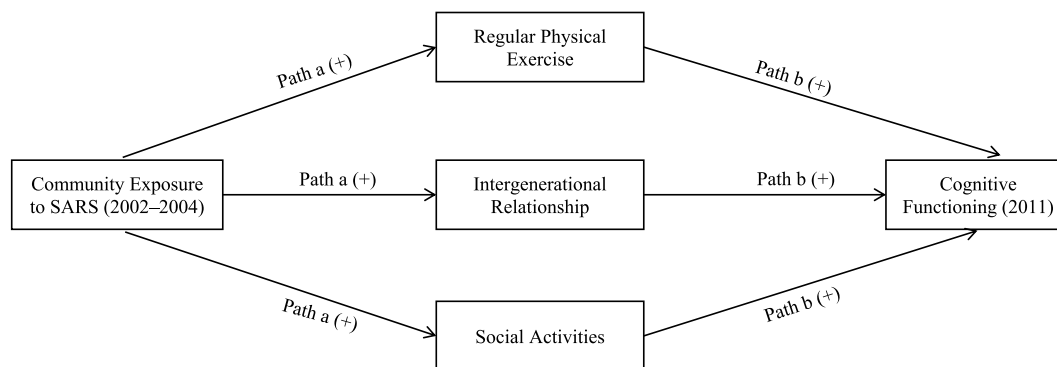 Regular Physical
Exercise
Path a (+)
Path b (+)
Community Exposure
to SARS (2002–2004)
Path a (+)
Intergenerational
Relationship
Path b (+)
Cognitive
Functioning (2011)
Path a (+)
Social Activities
Path b (+)